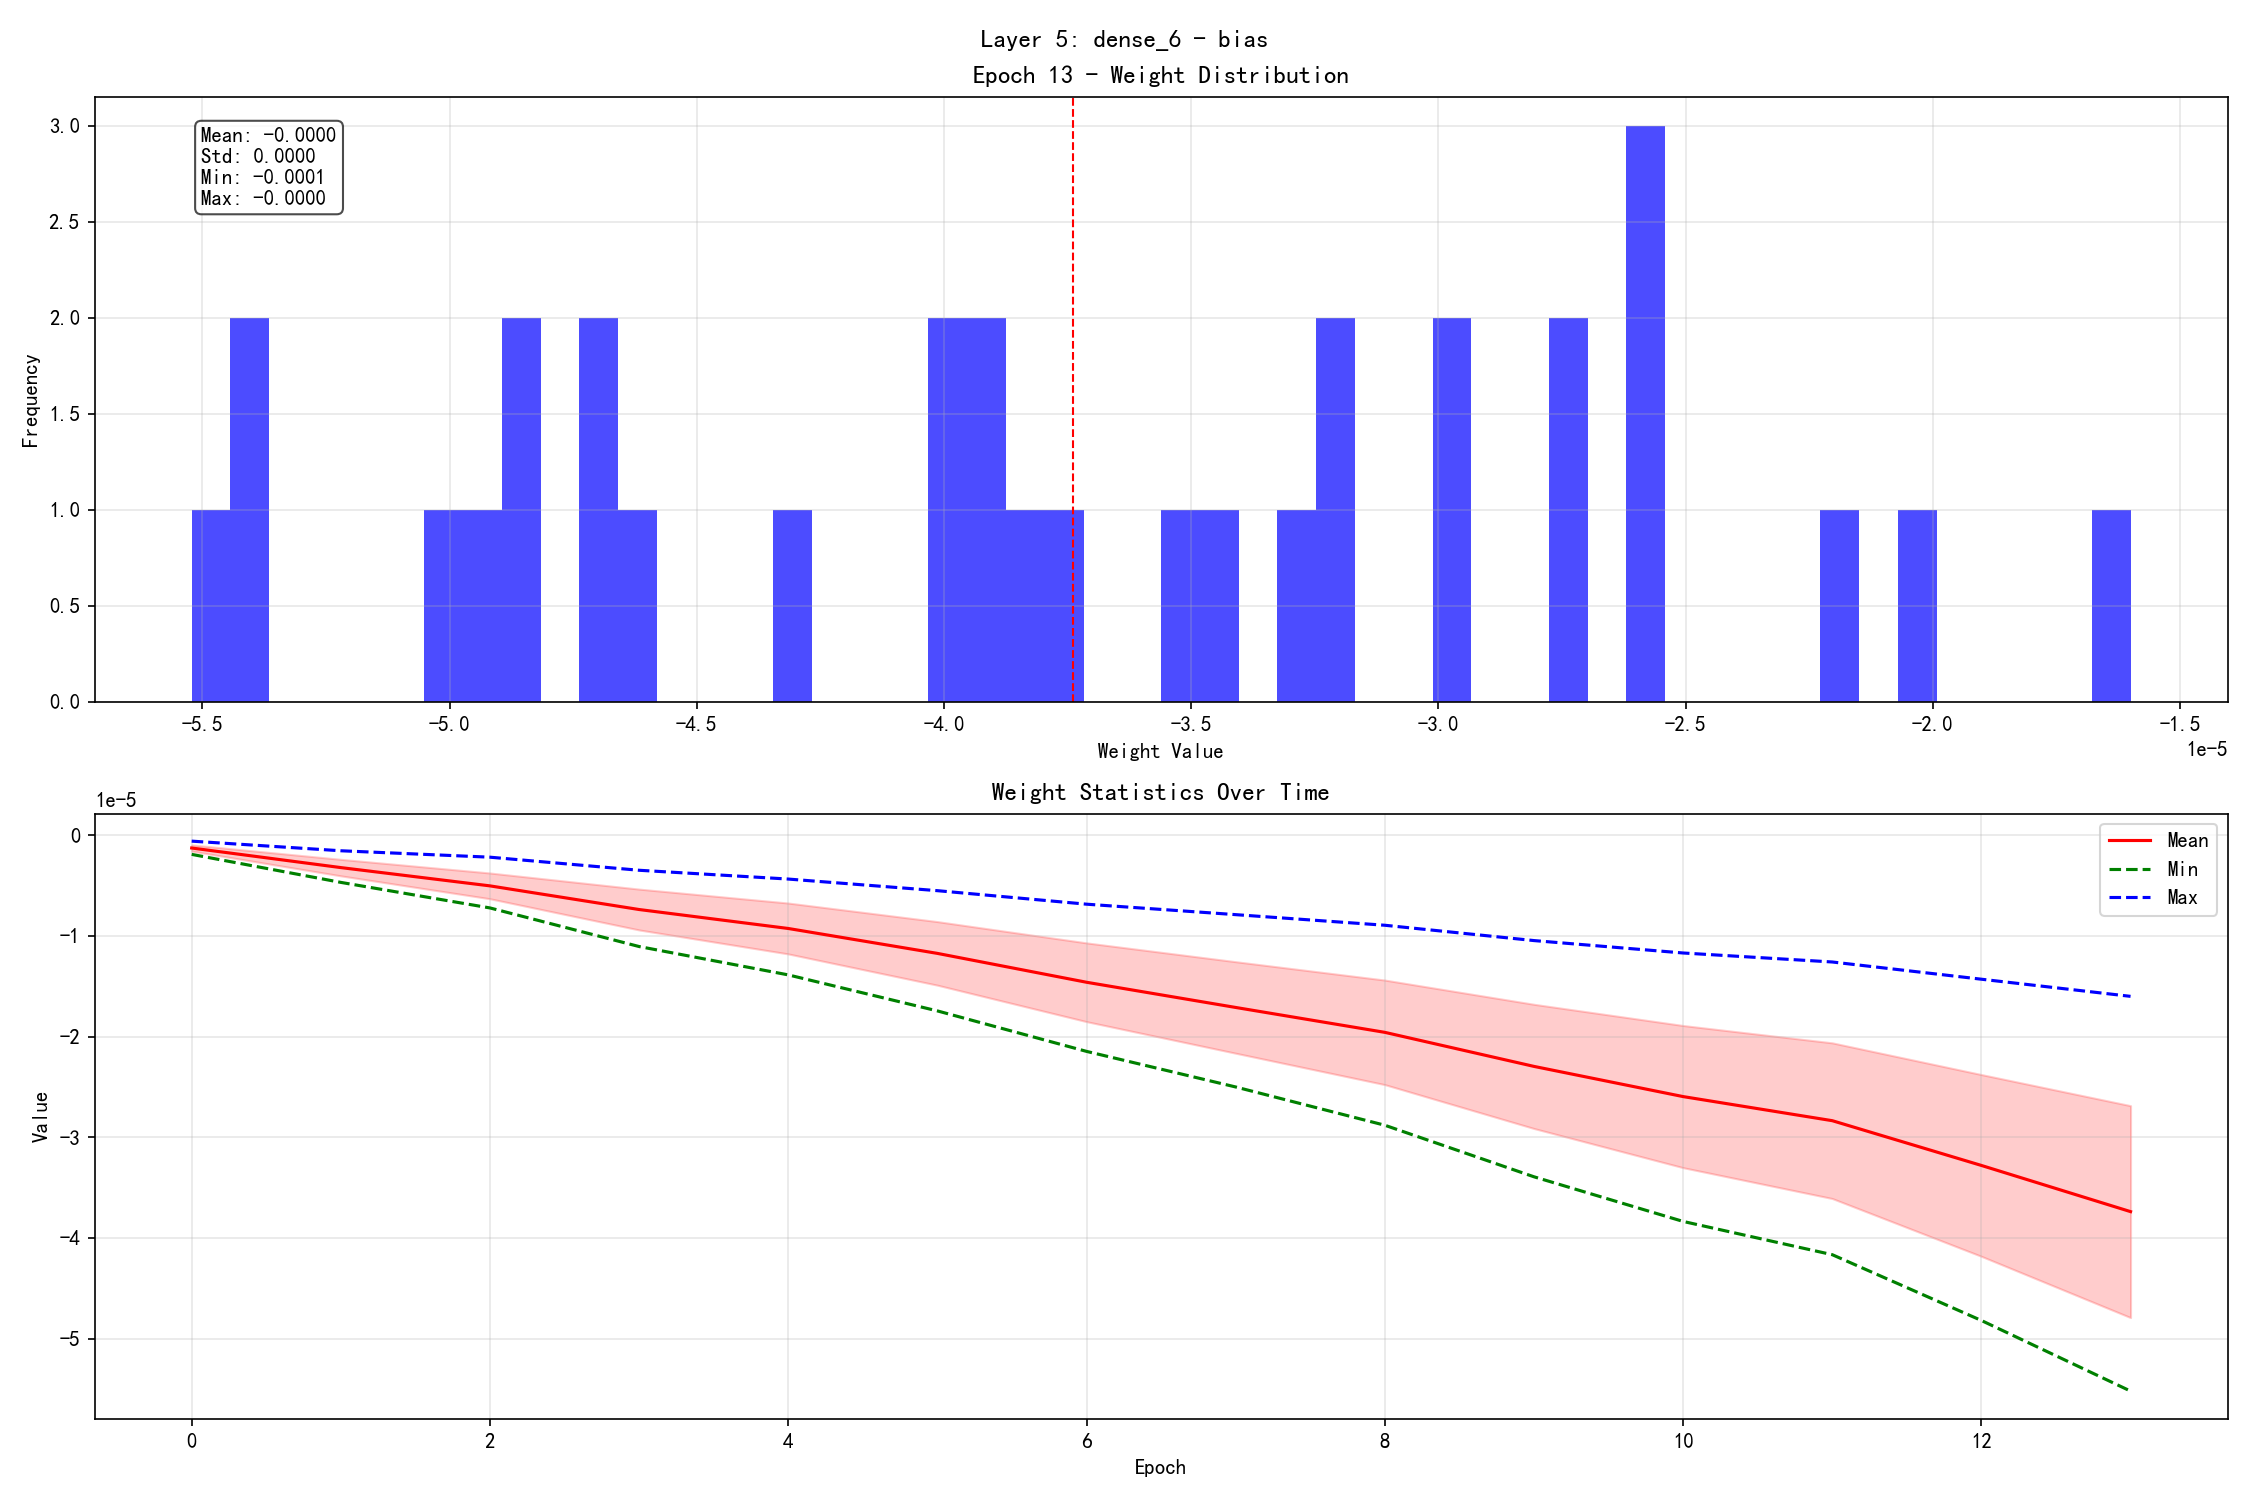 Layer 5: dense_6 - bias
Epoch 13 - Weight Distribution
Mean: -0.0000
Std: 0.0000
Min: -0.0001
Max: -0.0000
3.0
2.5
2.0
1.5
1.0
0.5
0.0
Frequency
-5.5 -5.0 -4.5 -4.0 -3.5 -3.0 -2.5 -2.0 -1.5
1e-5
Weight Value
Weight Statistics Over Time
1e-5
0
-1
-2
-3
-4
-5
Value
Mean
Min
Max
0 2 4 6 8 10 12
Epoch